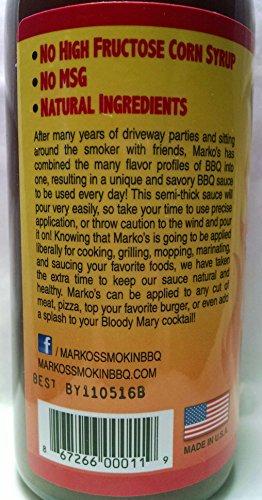 • No High Fructose Corn Syrup
• No MSG
• Natural Ingredients
After many years of driveway parties and sitting
around the smoker with friends, Marko's has
combined the many flavor profiles of BBQ into
one, resulting in a unique and savory BBQ sauce
to be used every day! This semi-thick sauce will
pour very easily, so take your time to use precise
application, or throw caution to the wind and pour
it on! Knowing that Marko's is going to be applied
liberally for cooking, grilling, mopping, marinating,
and saucing your favorite foods, we have taken
the extra time to keep our sauce natural and
healthy. Marko's can be applied to any cut of
meat, pizza, top your favorite burger, or even add
a splash to your Bloody Mary cocktail!
f /MARKOSSMOKINBBQ
MARKOSSMOKINBBQ.COM
BEST BY110516B
8 67266 00011 9
MADE IN U.S.A.